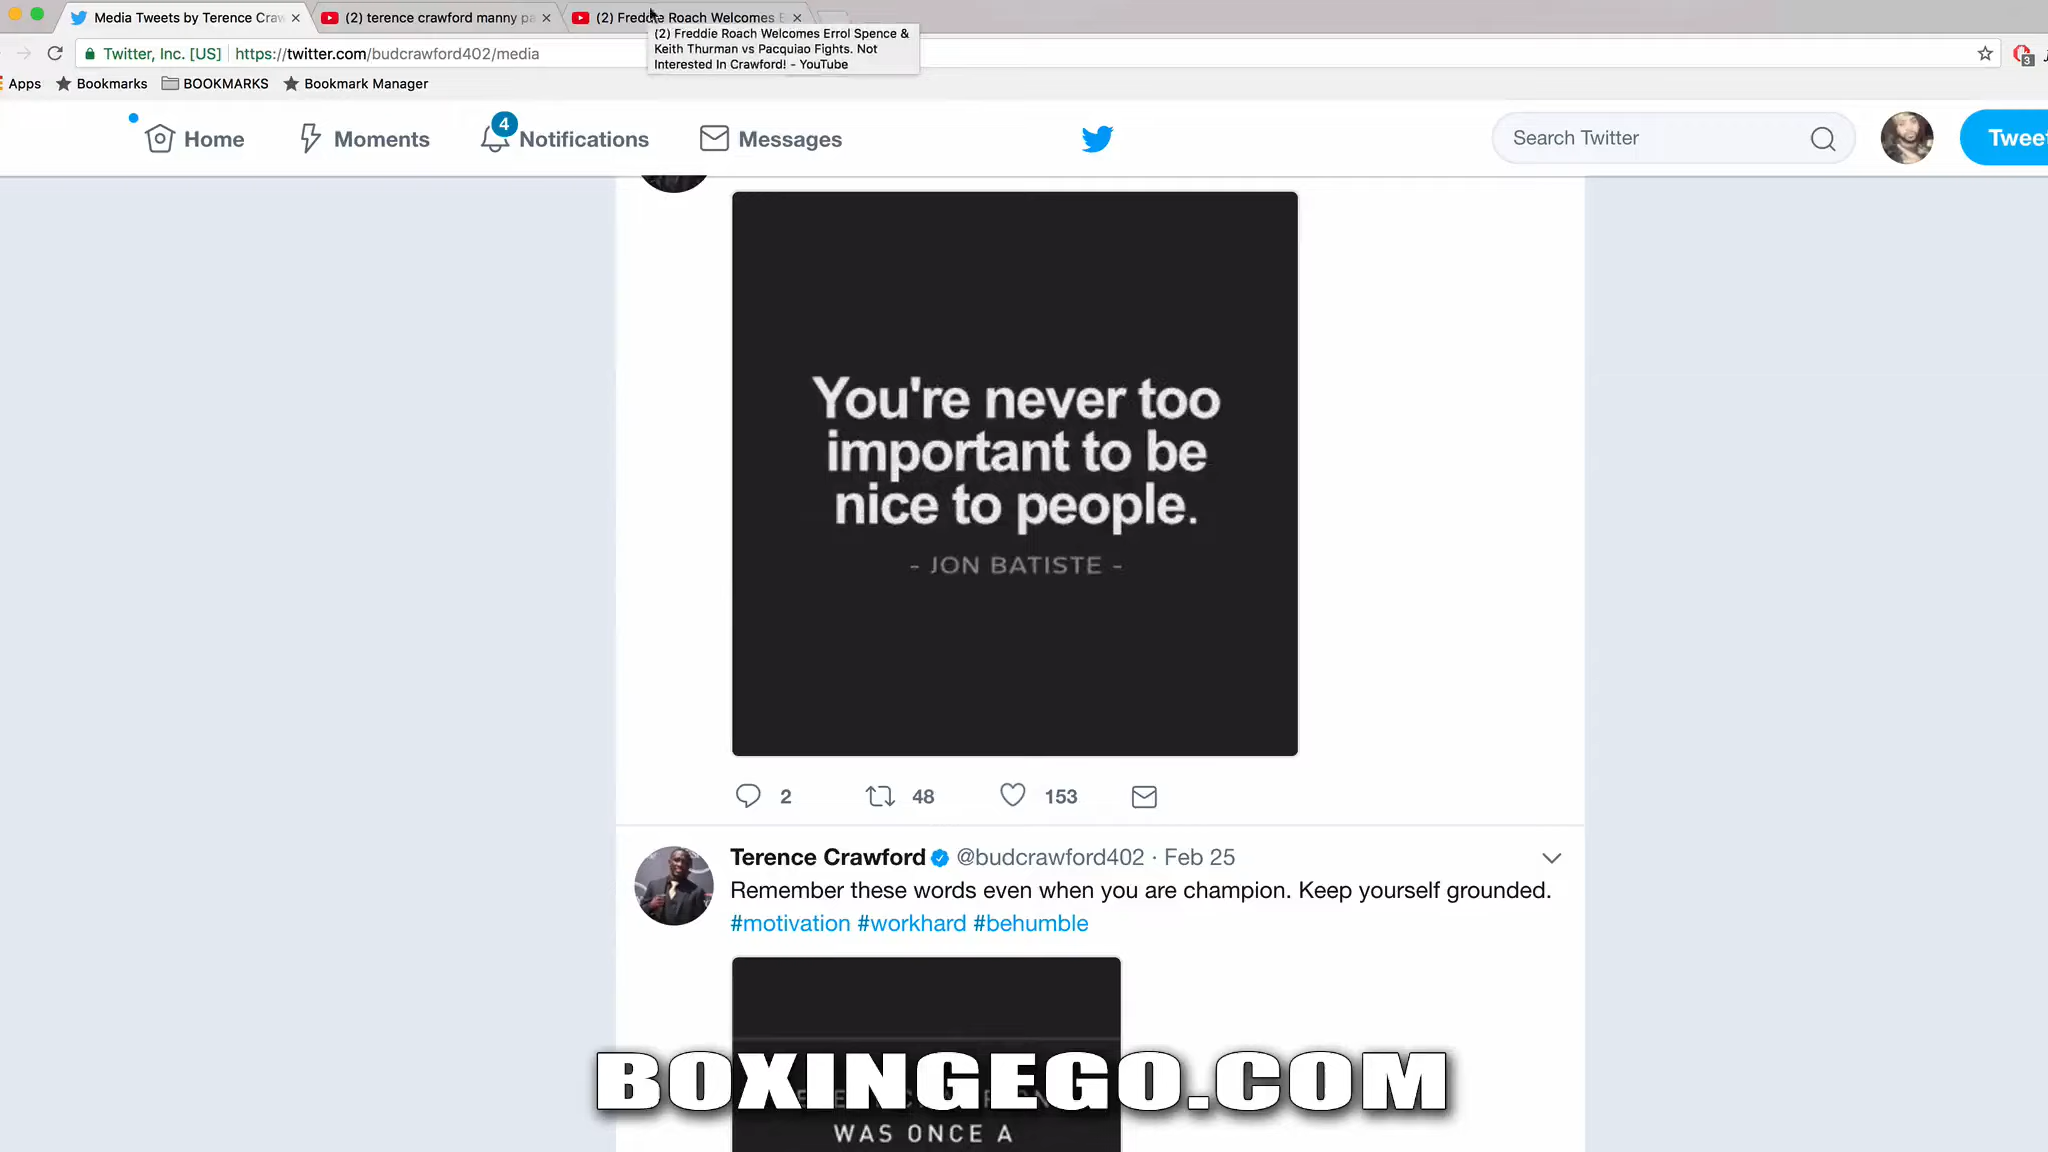 Media Tweets by Terence Craw
(2) terence crawford manny pa
(2) Freddie Roach Welcomes E
(2) Freddie Roach Welcomes Errol Spence &
Keith Thurman vs Pacquiao Fights. Not
Interested In Crawford! - YouTube
Twitter, Inc. [US]
https://twitter.com/budcrawford402/media
3
Apps
Bookmarks
BOOKMARKS
Bookmark Manager
Home
Moments
4
Notifications
Messages
Search Twitter
Tweet
You're never too
important to be
nice to people.
- JON BATISTE -
2
48
153
Terence Crawford @budcrawford402 · Feb 25
Remember these words even when you are champion. Keep yourself grounded.
#motivation #workhard #behumble
BOXINGEGO.COM
WAS ONCE A